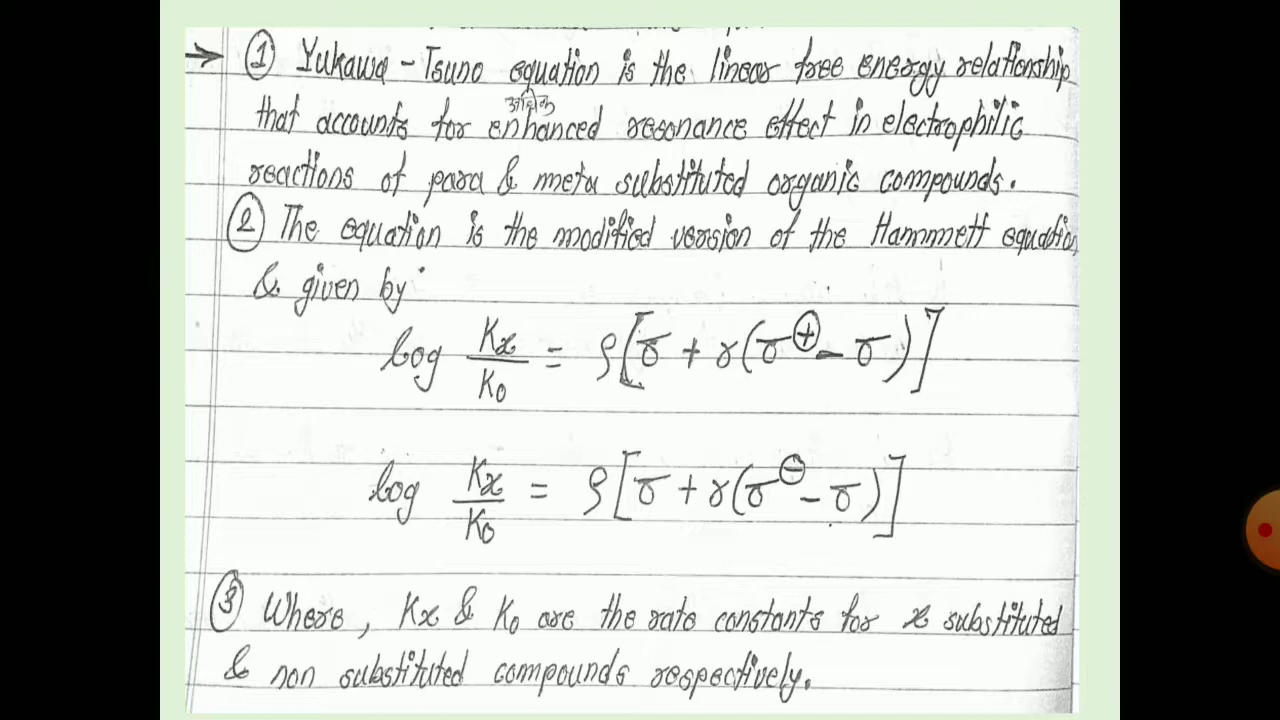 → ① Yukawa - Tsuno equation is the linear free energy relationship
अधिक
that accounts for enhanced resonance effect in electrophilic
reactions of para & meta substituted organic compounds.
② The equation is the modified version of the Hammett equation
& given by
log Kx/K₀ = ρ[σ + r(σ⊕ - σ)]
log Kx/K₀ = ρ[σ + r(σ⊖ - σ)]
③ Where, Kx & K₀ are the rate constants for x substituted
& non substituted compounds respectively.